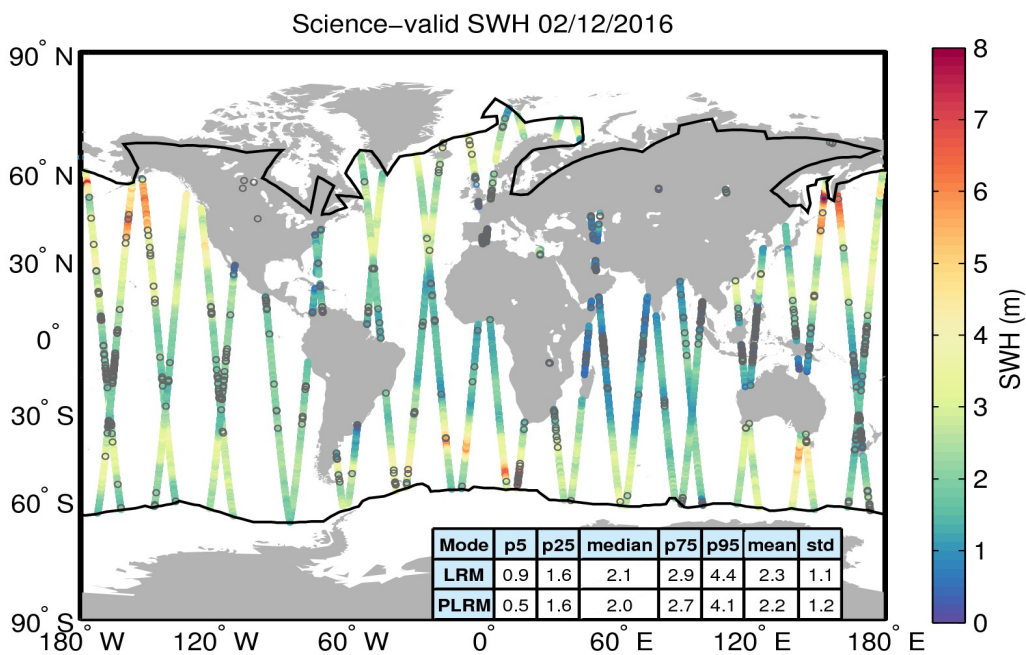 Science−valid SWH 02/12/2016
90° N
60° N
30° N
0°
30° S
60° S
90° S
180° W
120° W
60° W
0°
60° E
120° E
180° E
Mode p5 p25 median p75 p95 mean std
LRM 0.9 1.6 2.1 2.9 4.4 2.3 1.1
PLRM 0.5 1.6 2.0 2.7 4.1 2.2 1.2
8
7
6
5
4
3
2
1
0
SWH (m)